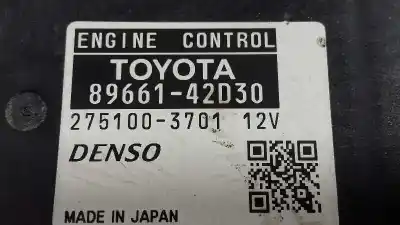 ENGINE CONTROL
TOYOTA
89661-42D30
275100-3701 12V
DENSO
MADE IN JAPAN